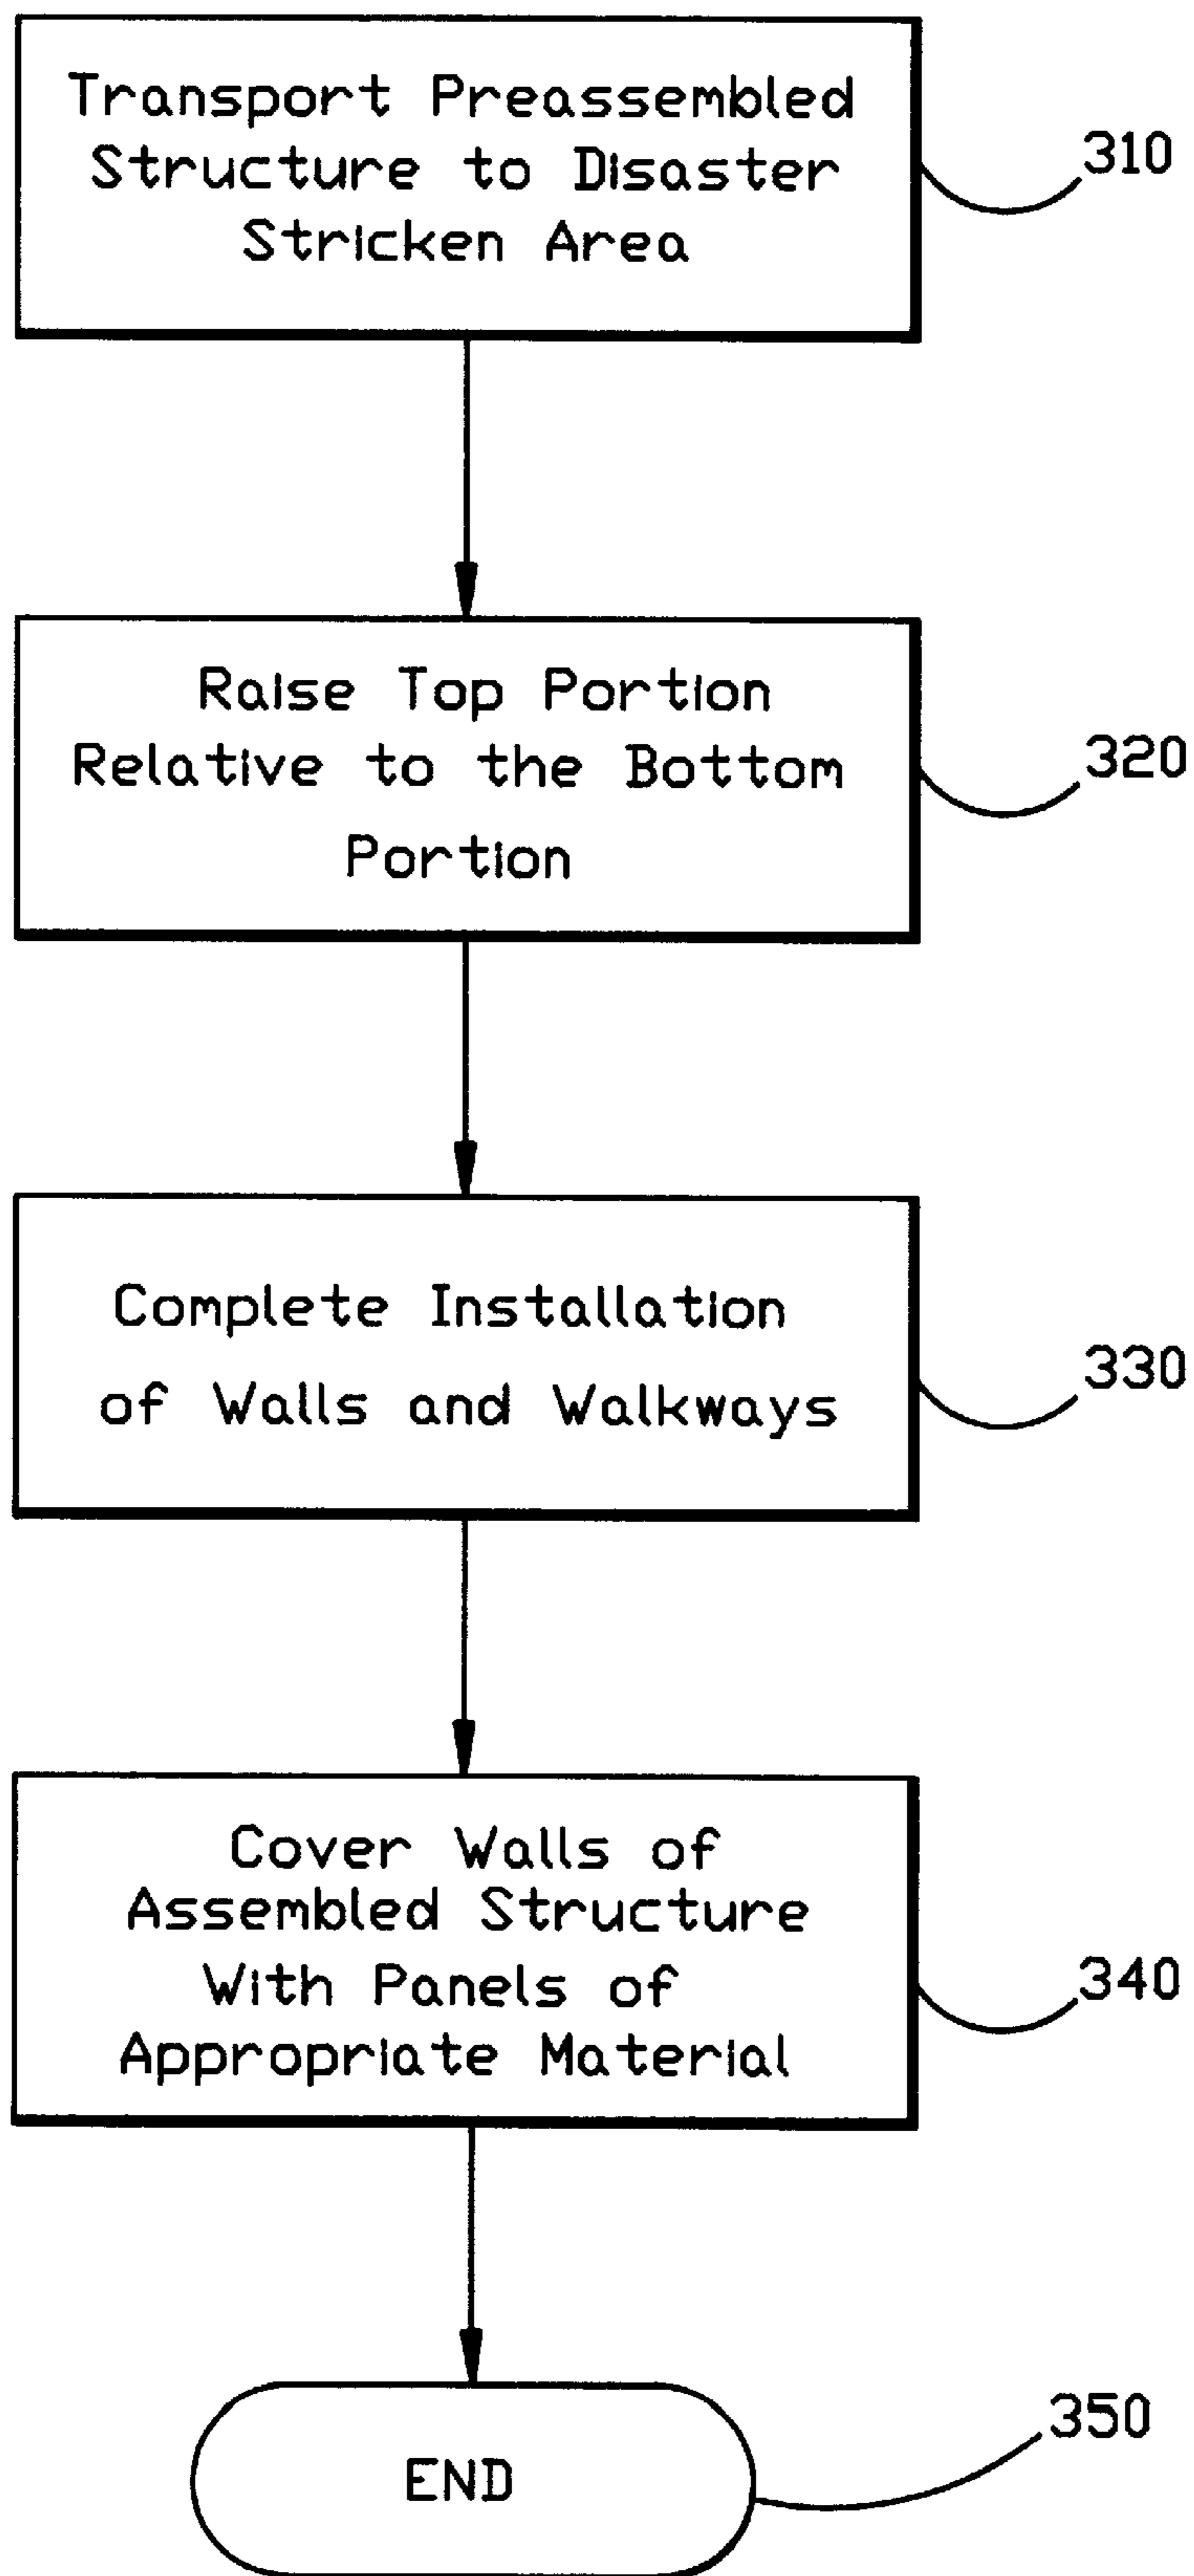 Transport Preassembled
Structure to Disaster
Stricken Area
310
Raise Top Portion
Relative to the Bottom
Portion
320
Complete Installation
of Walls and Walkways
330
Cover Walls of
Assembled Structure
With Panels of
Appropriate Material
340
END
350